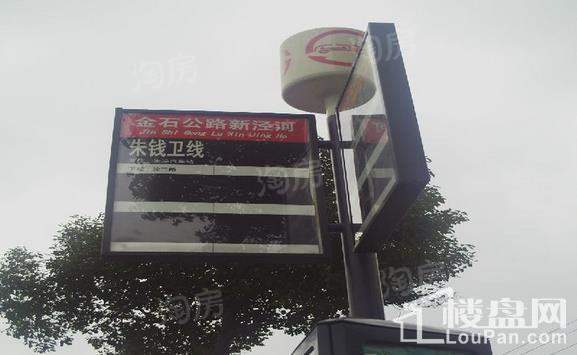 金石公路新泾河
Jin Shi Gong Lu Xin Jing He
朱钱卫线
淘房
淘房
淘房
淘房
楼盘网
LouPan.com